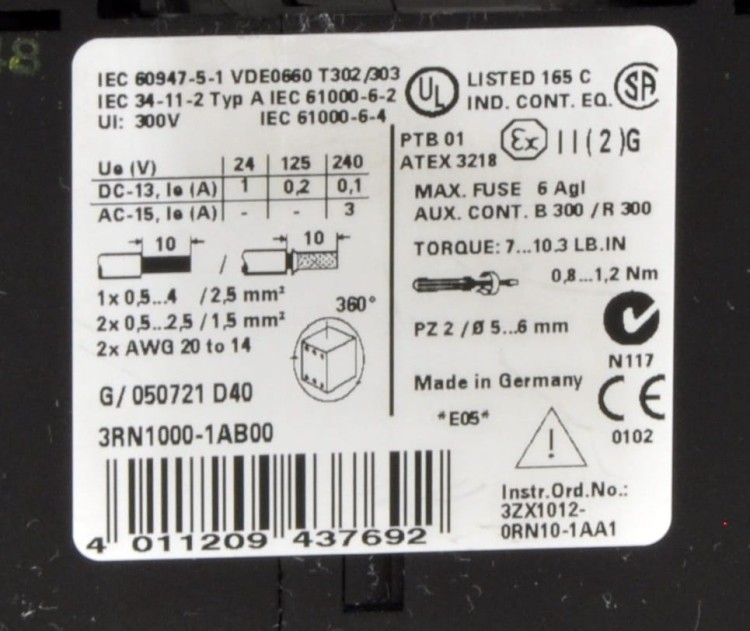 IEC 60947-5-1 VDE0660 T302/303
IEC 34-11-2 Typ A IEC 61000-6-2
UI: 300V IEC 61000-6-4
UL LISTED 165 C
IND. CONT. EQ. SA
PTB 01
ATEX 3218
Ex II(2)G
Ue (V) 24 125 240
DC-13, Ie (A) 1 0,2 0,1
AC-15, Ie (A) - - 3
MAX. FUSE 6 Agl
AUX. CONT. B 300 / R 300
10 / 10
TORQUE: 7...10.3 LB.IN
0,8...1,2 Nm
1x 0,5...4 /2,5 mm²
2x 0,5...2,5 / 1,5 mm²
2x AWG 20 to 14
360°
PZ 2 / Ø 5...6 mm
N117
G/ 050721 D40
3RN1000-1AB00
Made in Germany
*E05*
CE
0102
!
Instr.Ord.No.:
3ZX1012-
0RN10-1AA1
4 011209 437692